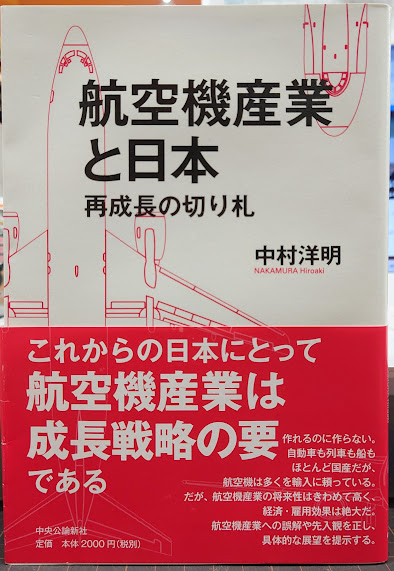 航空機産業
と日本
再成長の切り札
中村洋明
NAKAMURA Hiroaki
これからの日本にとって
航空機産業は
成長戦略の要
である
作れるのに作らない。
自動車も列車も船も
ほとんど国産だが、
航空機は多くを輸入に頼っている。
だが、航空機産業の将来性はきわめて高く、
経済・雇用効果は絶大だ。
航空機産業への誤解や先入観を正し、
具体的な展望を提示する。
中央公論新社
定価 本体2000円(税別)